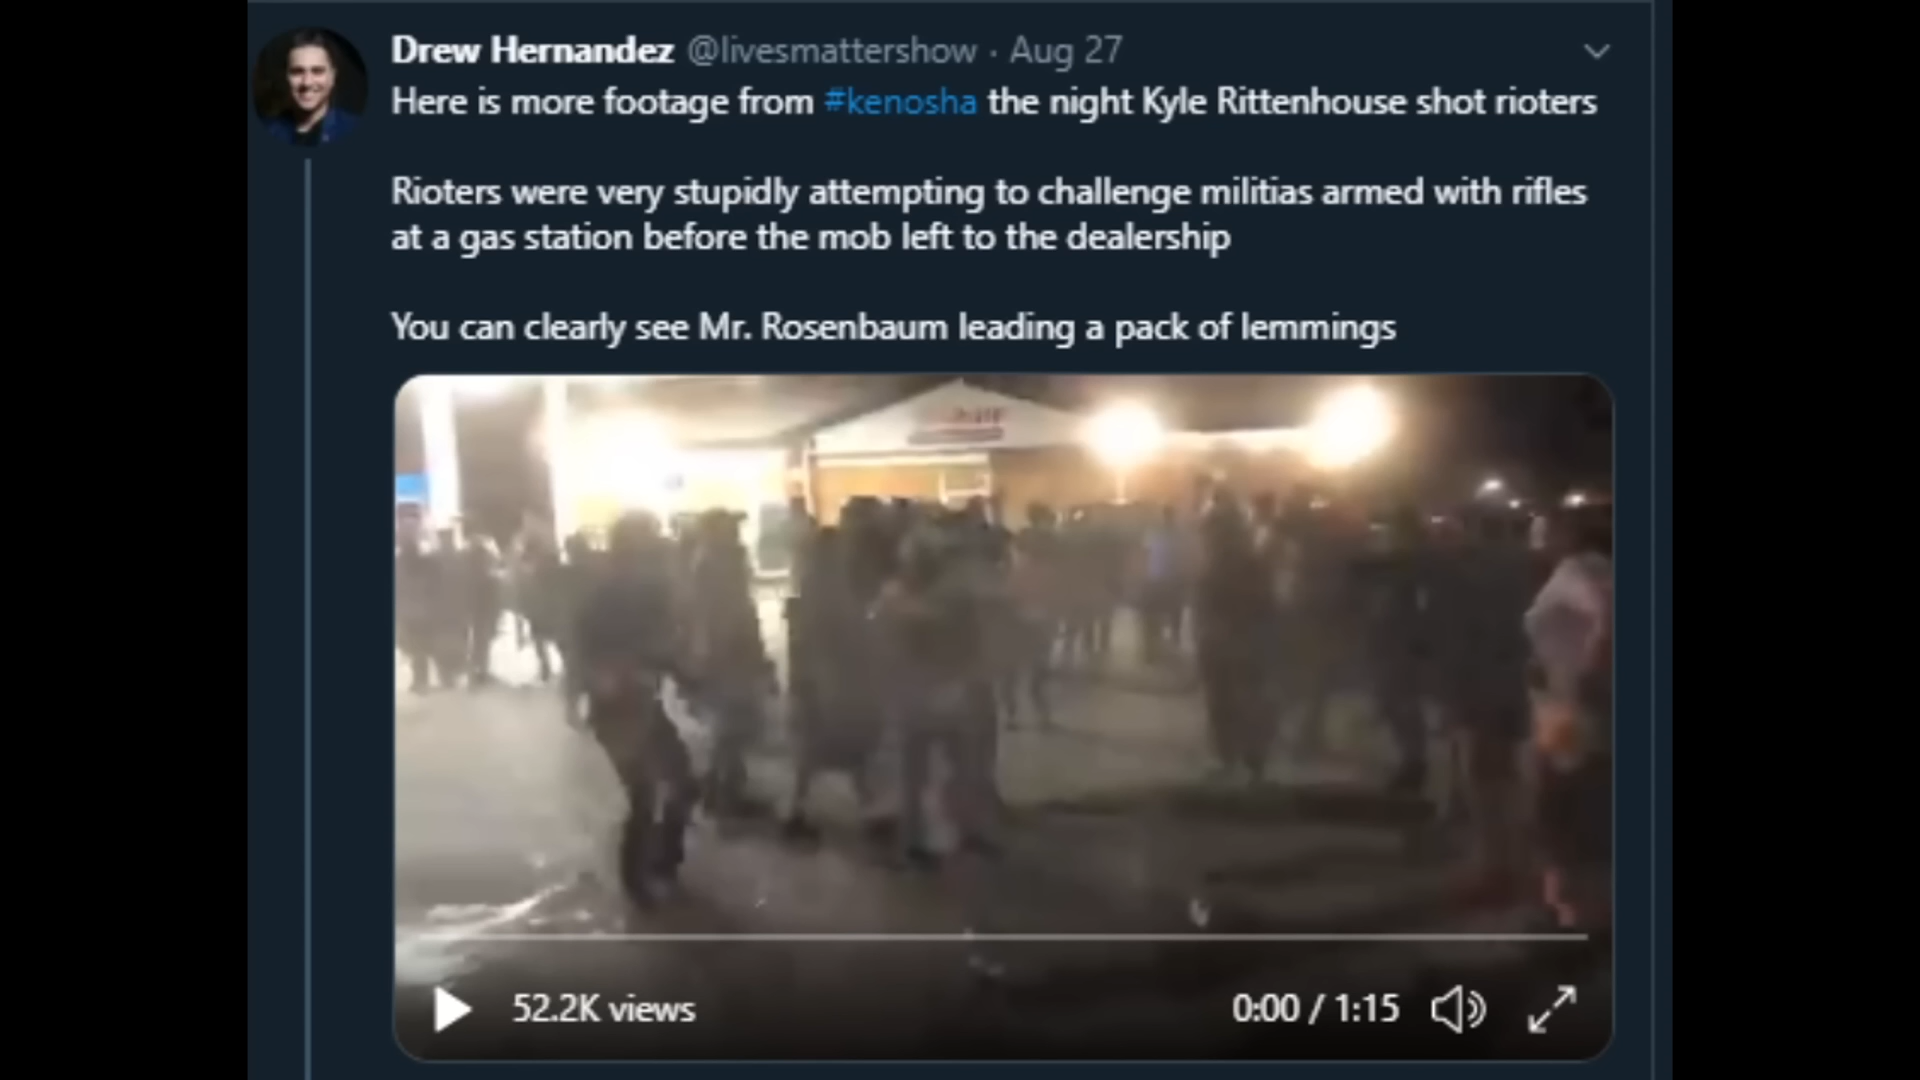 Drew Hernandez @livesmattershow · Aug 27
Here is more footage from #kenosha the night Kyle Rittenhouse shot rioters
Rioters were very stupidly attempting to challenge militias armed with rifles
at a gas station before the mob left to the dealership
You can clearly see Mr. Rosenbaum leading a pack of lemmings
52.2K views
0:00 / 1:15